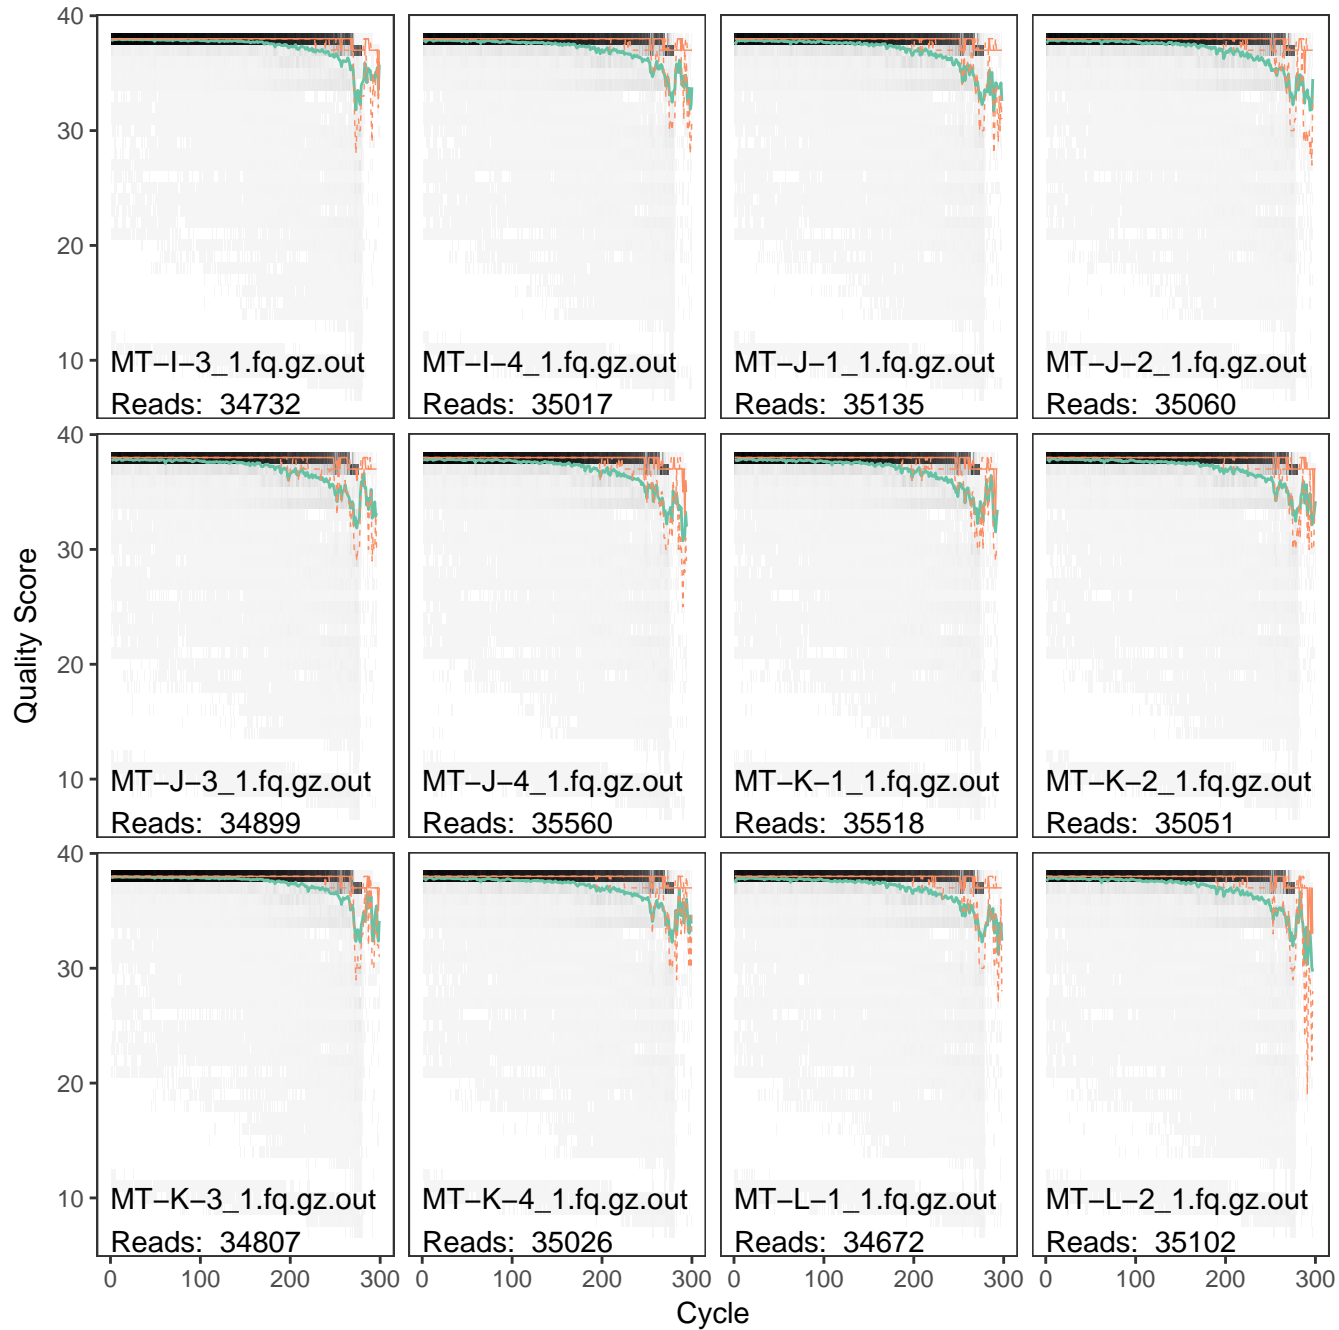 40
30
20
10
MT−I−3_1.fq.gz.out
Reads: 34732
MT−I−4_1.fq.gz.out
Reads: 35017
MT−J−1_1.fq.gz.out
Reads: 35135
MT−J−2_1.fq.gz.out
Reads: 35060
40
30
20
10
MT−J−3_1.fq.gz.out
Reads: 34899
MT−J−4_1.fq.gz.out
Reads: 35560
MT−K−1_1.fq.gz.out
Reads: 35518
MT−K−2_1.fq.gz.out
Reads: 35051
Quality Score
40
30
20
10
MT−K−3_1.fq.gz.out
Reads: 34807
MT−K−4_1.fq.gz.out
Reads: 35026
MT−L−1_1.fq.gz.out
Reads: 34672
MT−L−2_1.fq.gz.out
Reads: 35102
0 100 200 300 0 100 200 300 0 100 200 300 0 100 200 300
Cycle